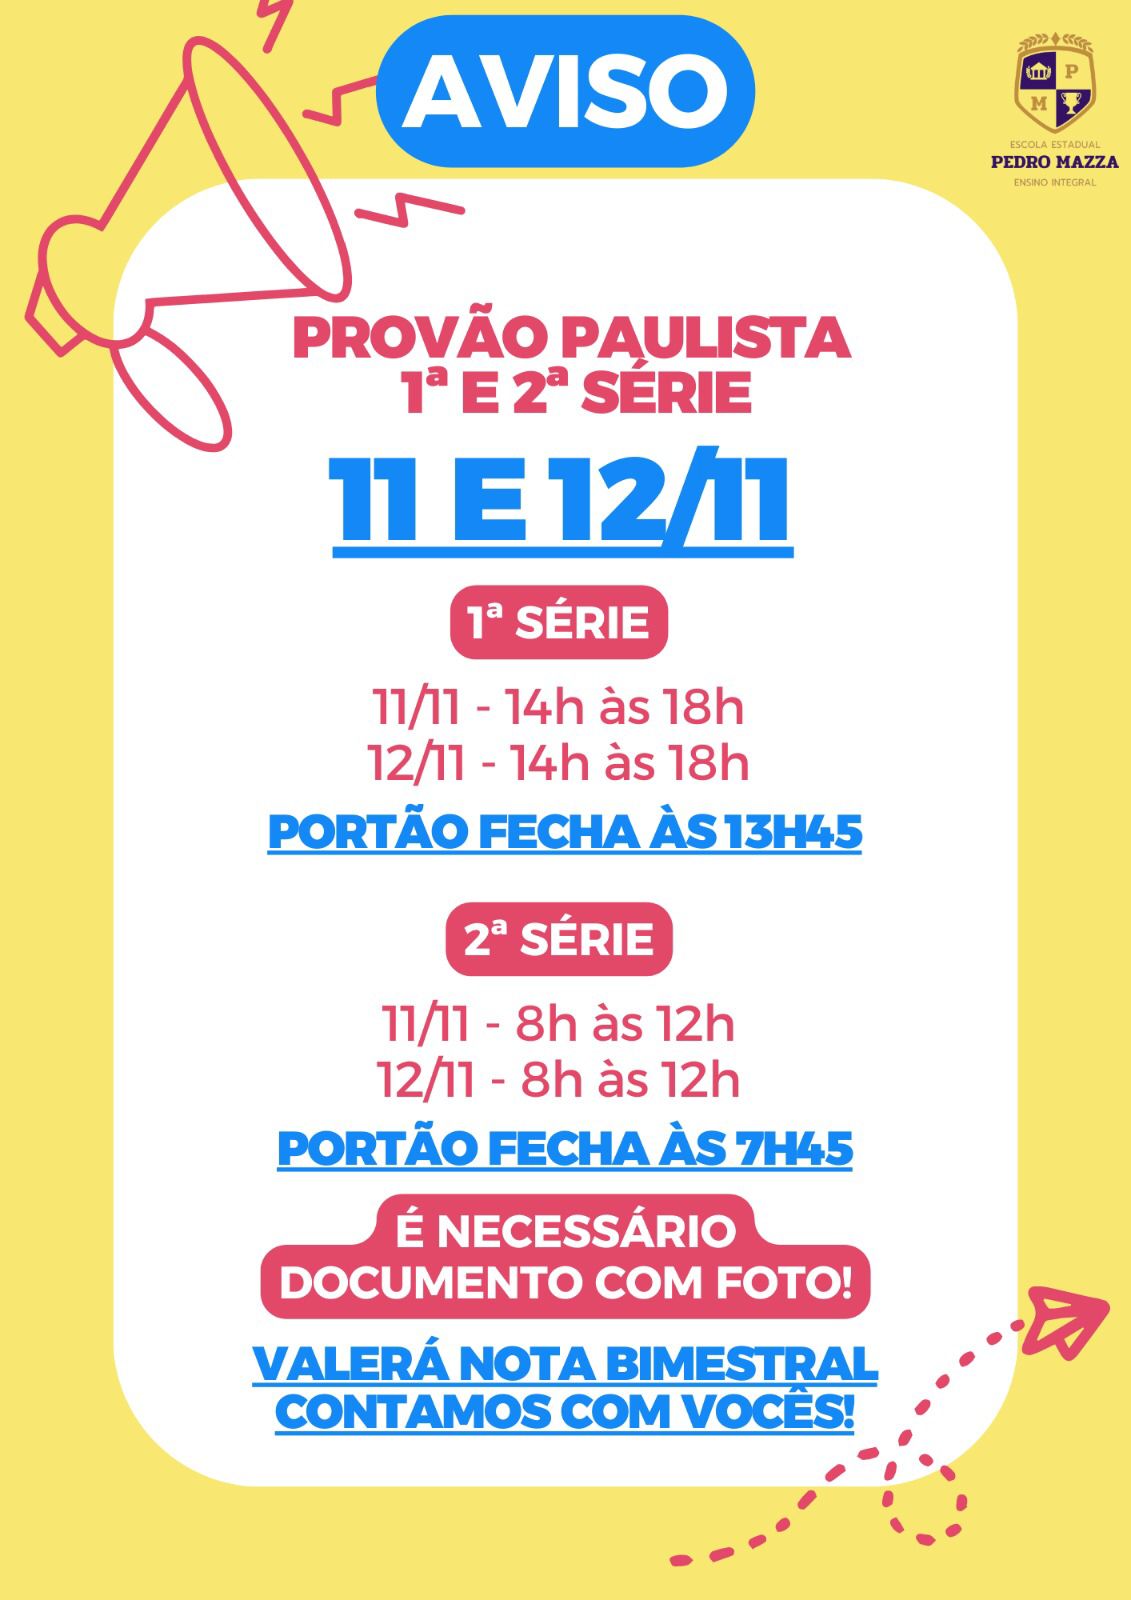 AVISO
P
M
ESCOLA ESTADUAL
PEDRO MAZZA
ENSINO INTEGRAL
PROVÃO PAULISTA
1ª E 2ª SÉRIE
11 E 12/11
1ª SÉRIE
11/11 - 14h às 18h
12/11 - 14h às 18h
PORTÃO FECHA ÀS 13H45
2ª SÉRIE
11/11 - 8h às 12h
12/11 - 8h às 12h
PORTÃO FECHA ÀS 7H45
É NECESSÁRIO
DOCUMENTO COM FOTO!
VALERÁ NOTA BIMESTRAL
CONTAMOS COM VOCÊS!